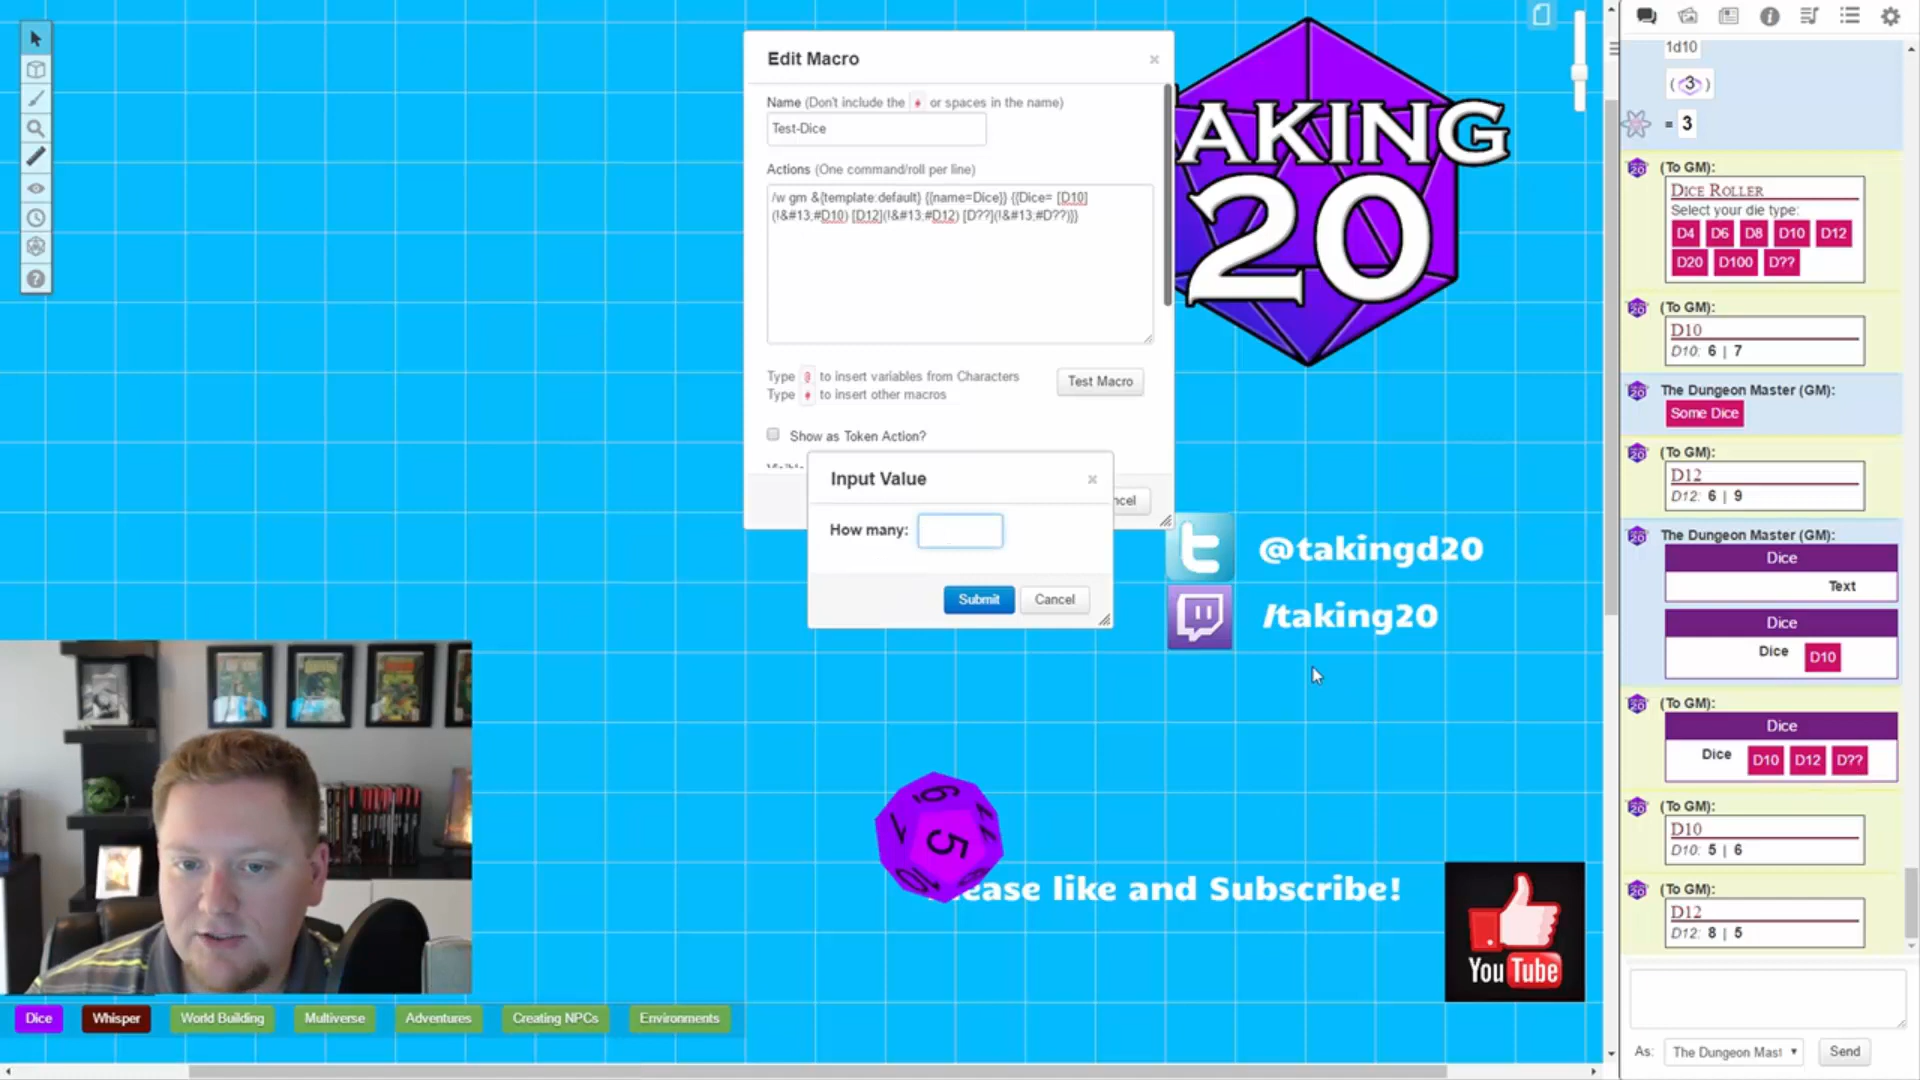 Edit Macro
×
Name (Don't include the # or spaces in the name)
Test-Dice
Actions (One command/roll per line)
/w gm &{template:default} {{name=Dice}} {{Dice= [D10]
(!&#13;#D10) [D12](!&#13;#D12) [D??](!&#13;#D??)}}
Type @ to insert variables from Characters
Type # to insert other macros
Test Macro
Show as Token Action?
Input Value
×
How many:
Submit
Cancel
AKING
20
@takingd20
/taking20
ease like and Subscribe!
YouTube
6
5
10
Dice
Whisper
World Building
Multiverse
Adventures
Creating NPCs
Environments
1d10
(3)
= 3
(To GM):
DICE ROLLER
Select your die type:
D4 D6 D8 D10 D12
D20 D100 D??
(To GM):
D10
D10: 6 | 7
The Dungeon Master (GM):
Some Dice
(To GM):
D12
D12: 6 | 9
The Dungeon Master (GM):
Dice
Text
Dice
Dice D10
(To GM):
Dice
Dice D10 D12 D??
(To GM):
D10
D10: 5 | 6
(To GM):
D12
D12: 8 | 5
As: The Dungeon Mast
Send